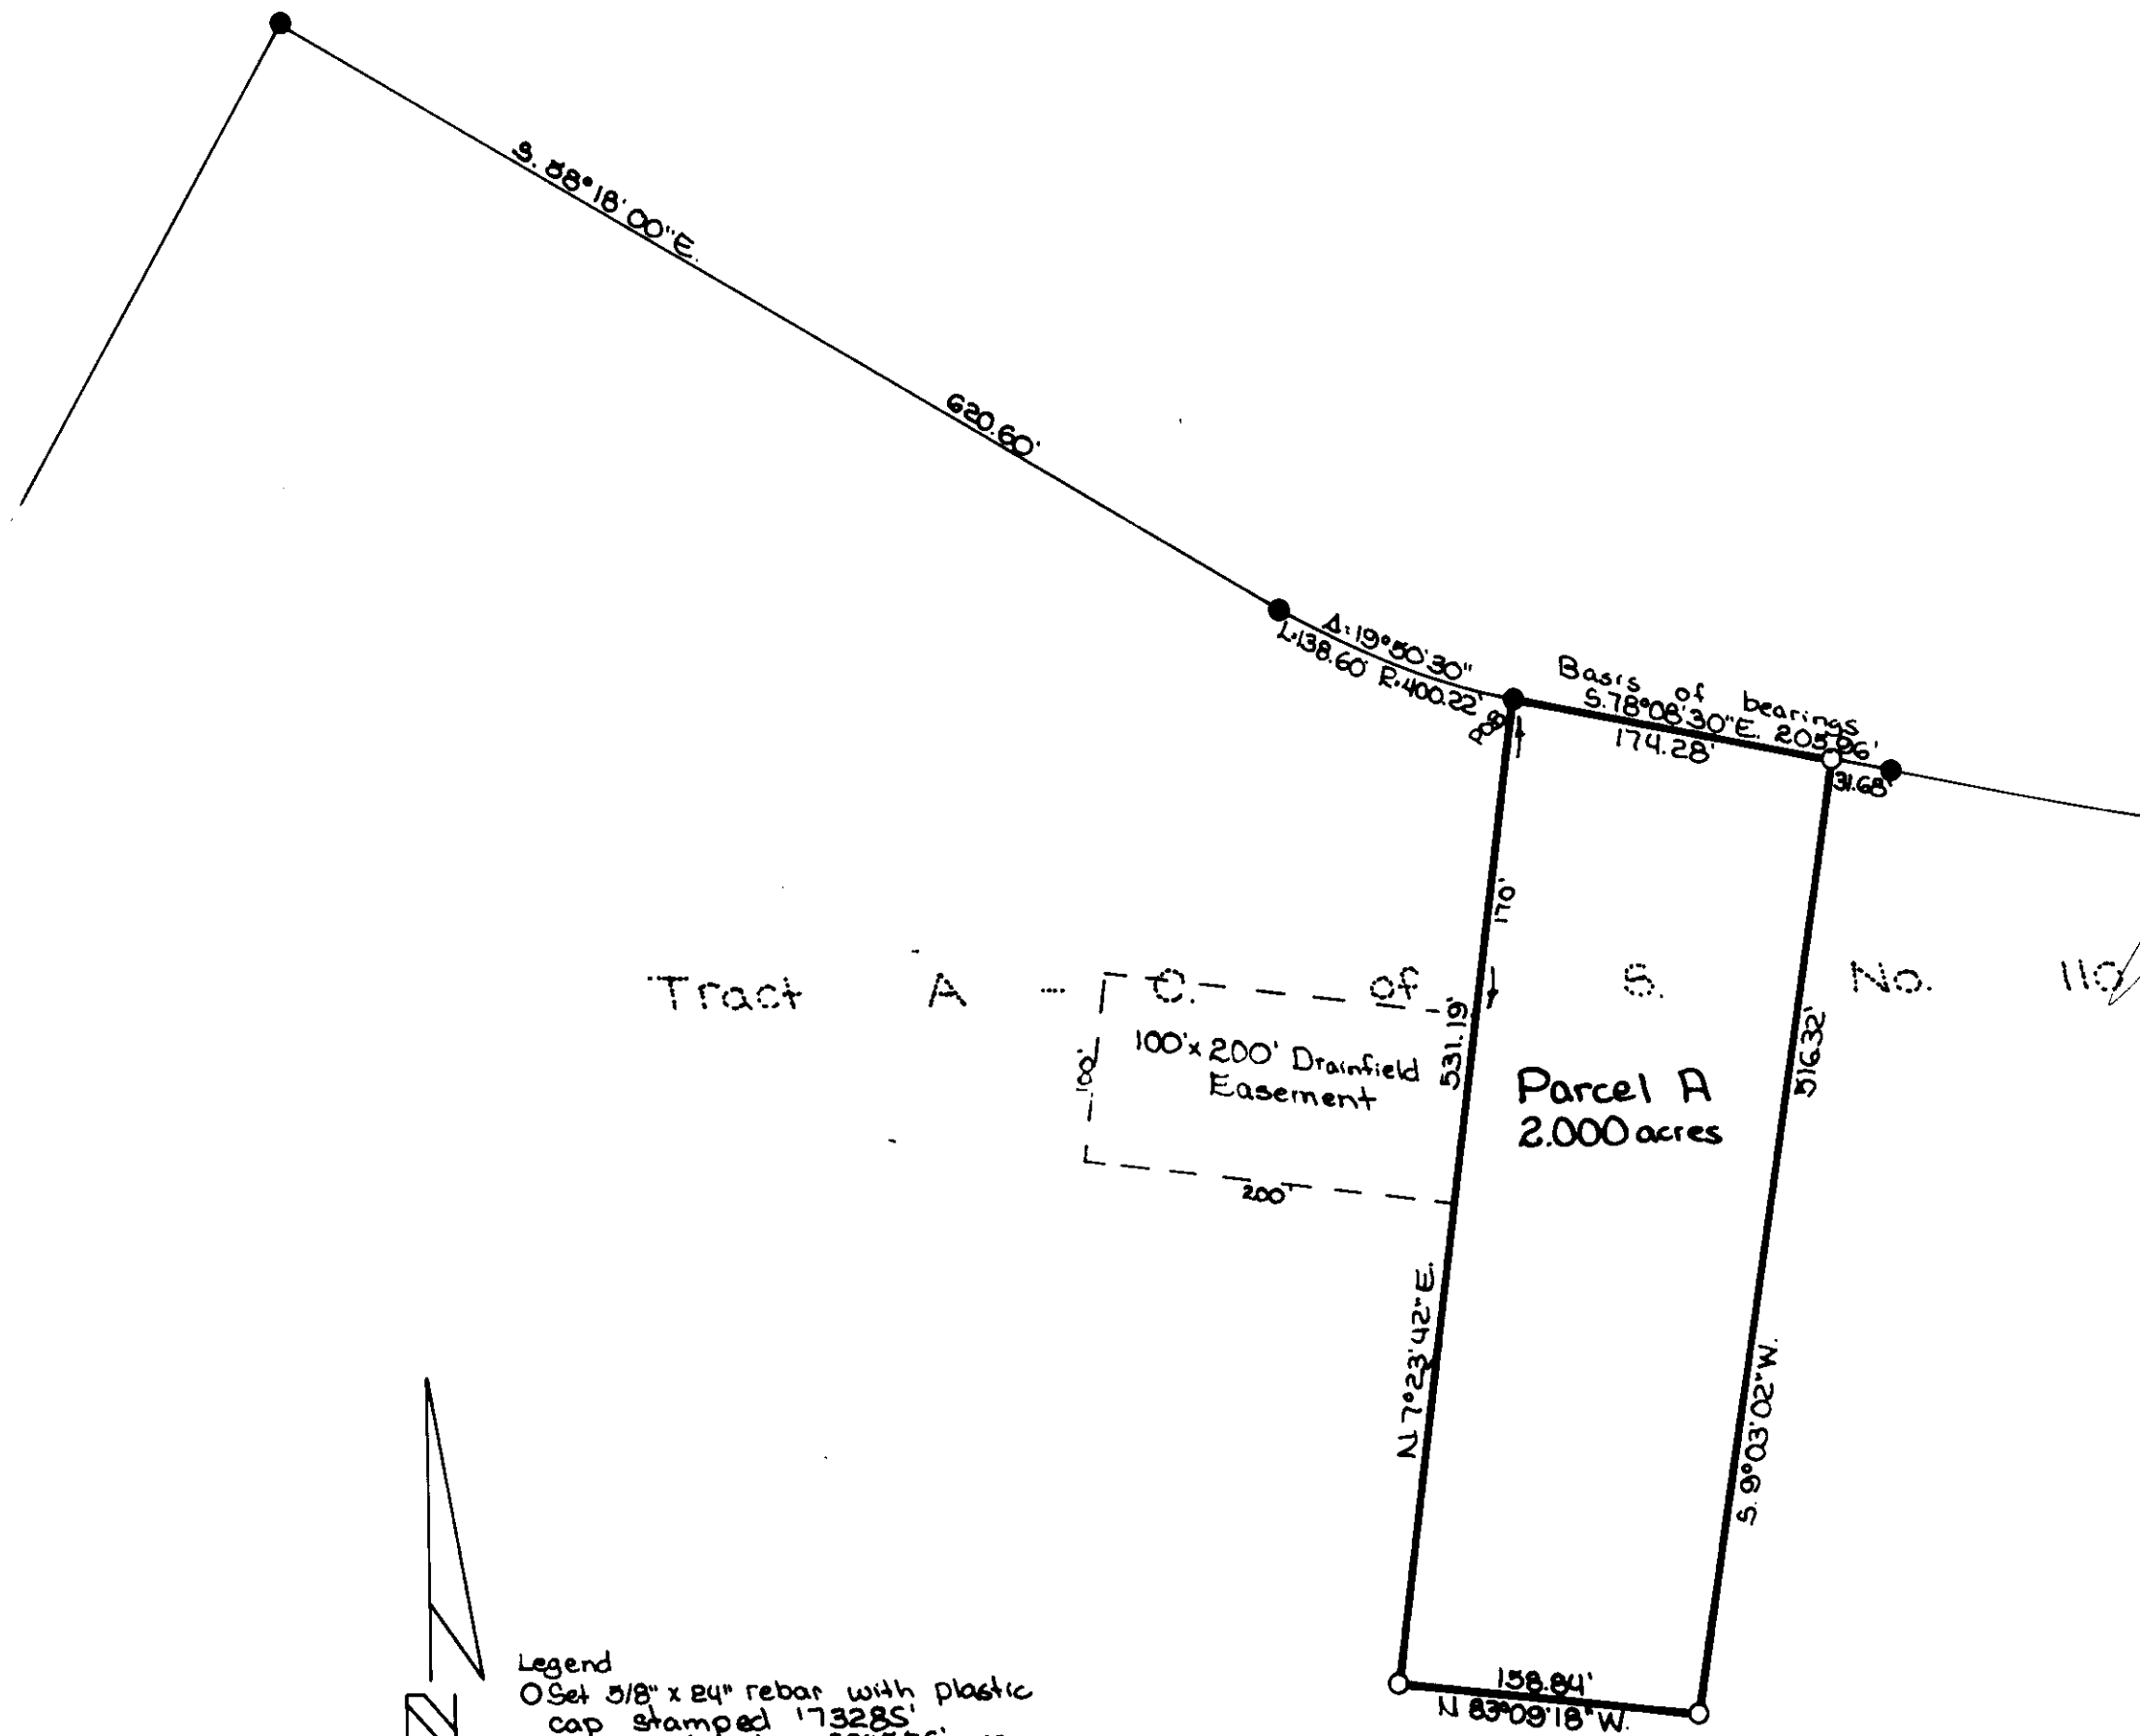 S. 58°18'00"E.
620.60'
Δ:19°50'30"
L:138.60' R:400.22'
Basis of bearings
S.78°08'30"E. 205.96'
174.28'
31.68'
POB
170'
Tract A - C. of S. No. 110
531.19'
516.32'
100'x200' Drainfield
Easement
100'
200'
Parcel A
2.000 acres
N 7°23'42"E.
S. 9°03'02"W.
158.84'
N 83°09'18"W.
N
Legend
O Set 5/8" x 24" rebar with plastic
cap stamped '7328S'